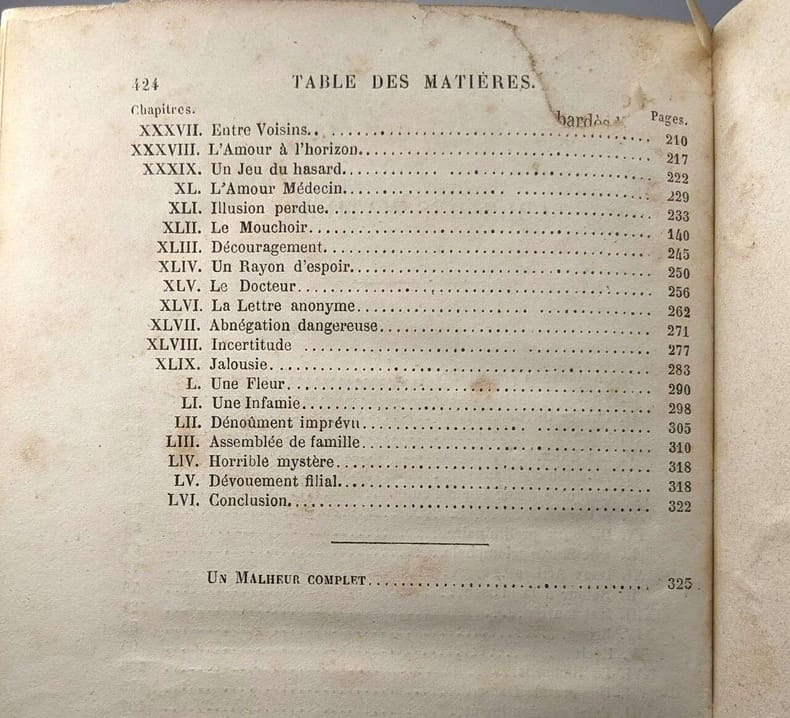 424 TABLE DES MATIÈRES.
Chapitres. Pages.
XXXVII. Entre Voisins.. 210
XXXVIII. L'Amour à l'horizon. 217
XXXIX. Un Jeu du hasard. 222
XL. L'Amour Médecin. 229
XLI. Illusion perdue. 233
XLII. Le Mouchoir. 140
XLIII. Découragement. 245
XLIV. Un Rayon d'espoir. 250
XLV. Le Docteur. 256
XLVI. La Lettre anonyme. 262
XLVII. Abnégation dangereuse. 271
XLVIII. Incertitude 277
XLIX. Jalousie. 283
L. Une Fleur. 290
LI. Une Infamie. 298
LII. Dénoûment imprévu. 305
LIII. Assemblée de famille. 310
LIV. Horrible mystère. 318
LV. Dévouement filial. 318
LVI. Conclusion. 322
UN MALHEUR COMPLET. 325